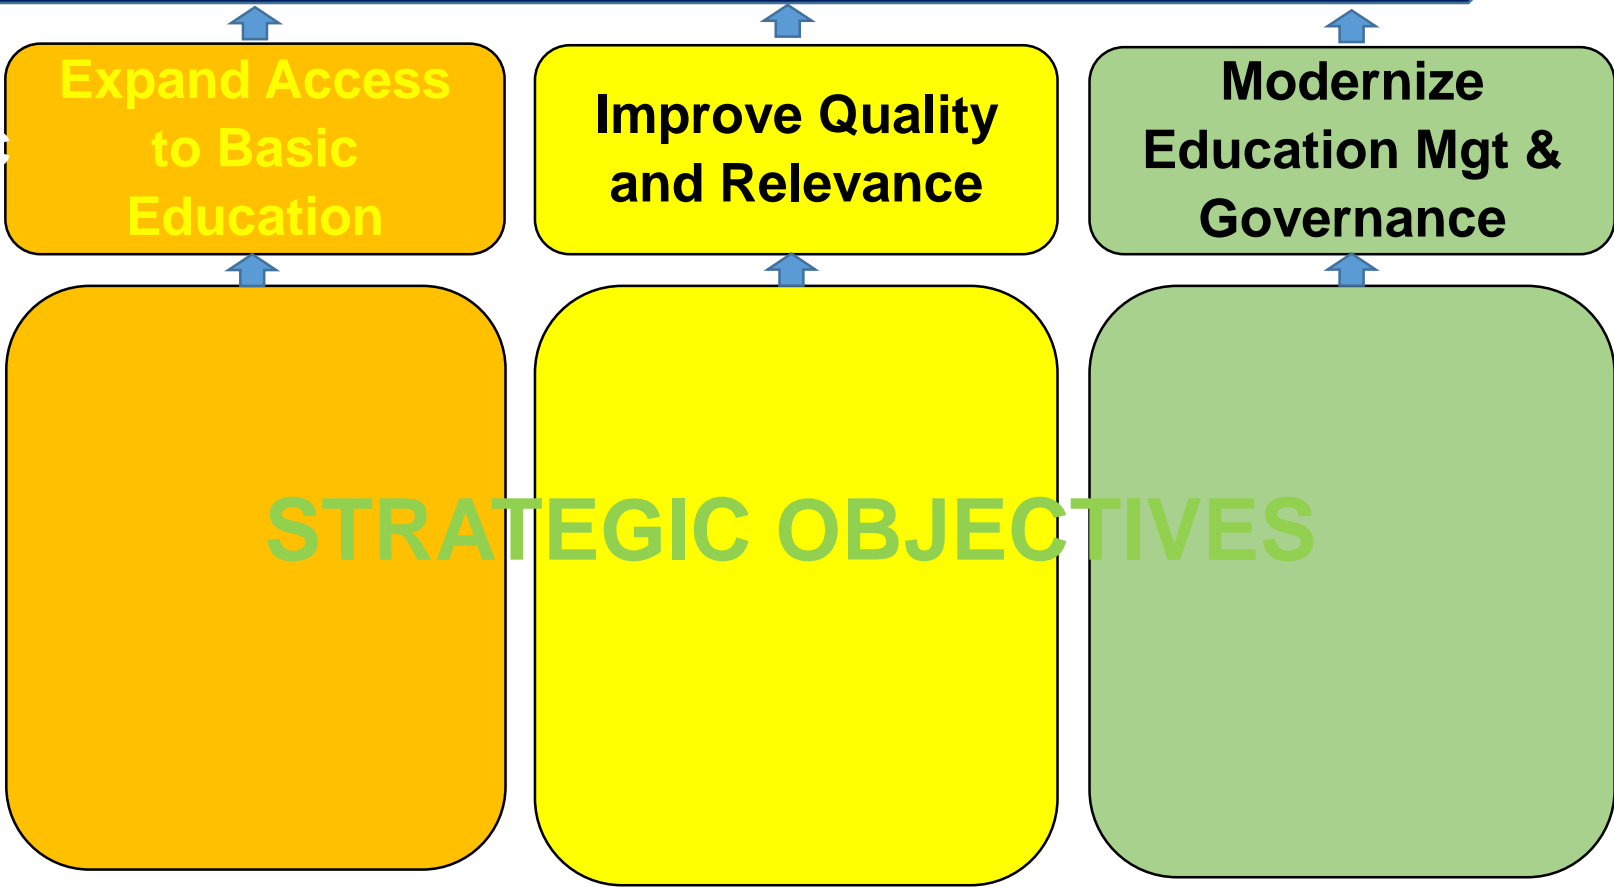 Expand Access
to Basic
Education
Improve Quality
and Relevance
Modernize
Education Mgt &
Governance
STRATEGIC OBJECTIVES